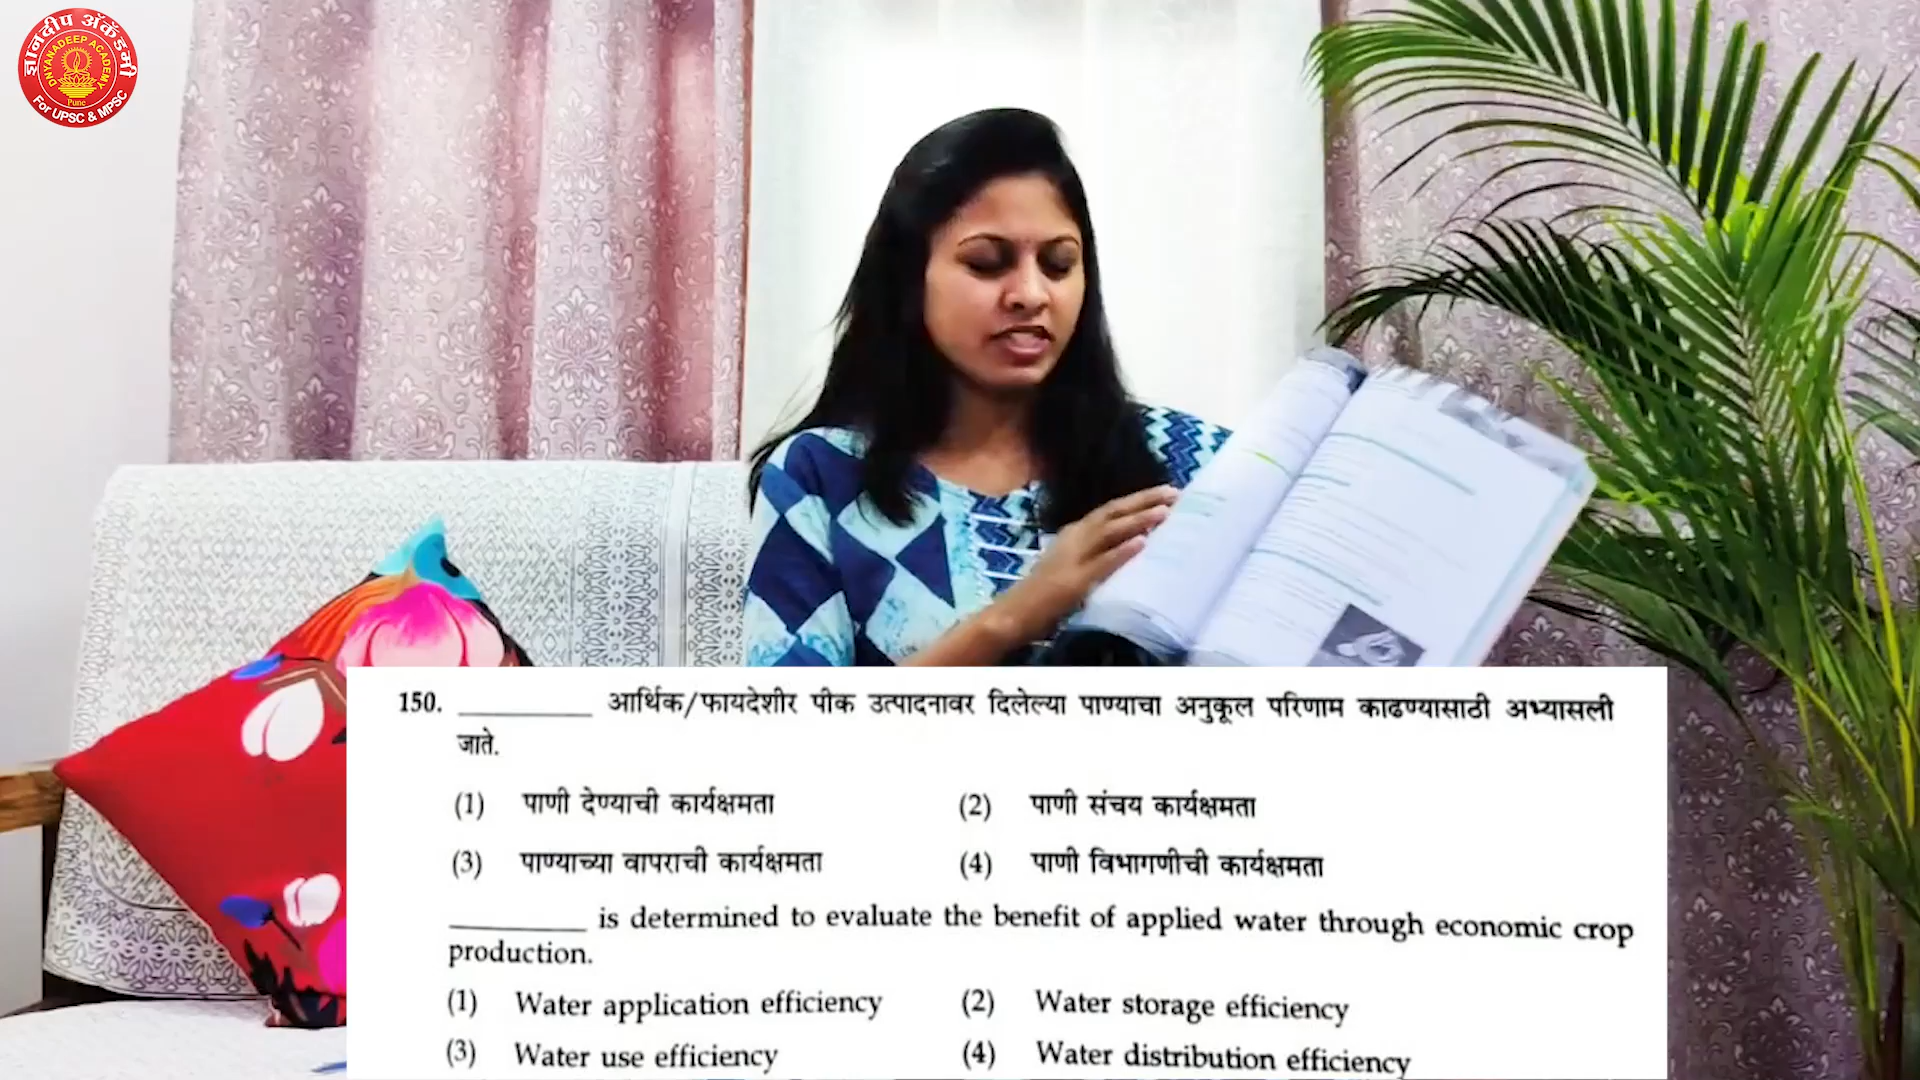 ज्ञानदीप अ‍ॅकॅडमी
DNYANADEEP ACADEMY
Pune
For UPSC & MPSC
150. ________ आर्थिक/फायदेशीर पीक उत्पादनावर दिलेल्या पाण्याचा अनुकूल परिणाम काढण्यासाठी अभ्यासली
जाते.
(1) पाणी देण्याची कार्यक्षमता (2) पाणी संचय कार्यक्षमता
(3) पाण्याच्या वापराची कार्यक्षमता (4) पाणी विभागणीची कार्यक्षमता
________ is determined to evaluate the benefit of applied water through economic crop
production.
(1) Water application efficiency (2) Water storage efficiency
(3) Water use efficiency (4) Water distribution efficiency